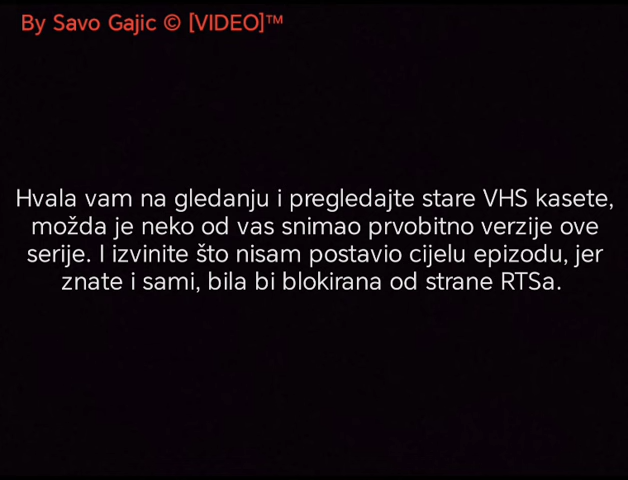 By Savo Gajic © [VIDEO]™
Hvala vam na gledanju i pregledajte stare VHS kasete,
možda je neko od vas snimao prvobitno verzije ove
serije. I izvinite što nisam postavio cijelu epizodu, jer
znate i sami, bila bi blokirana od strane RTSa.